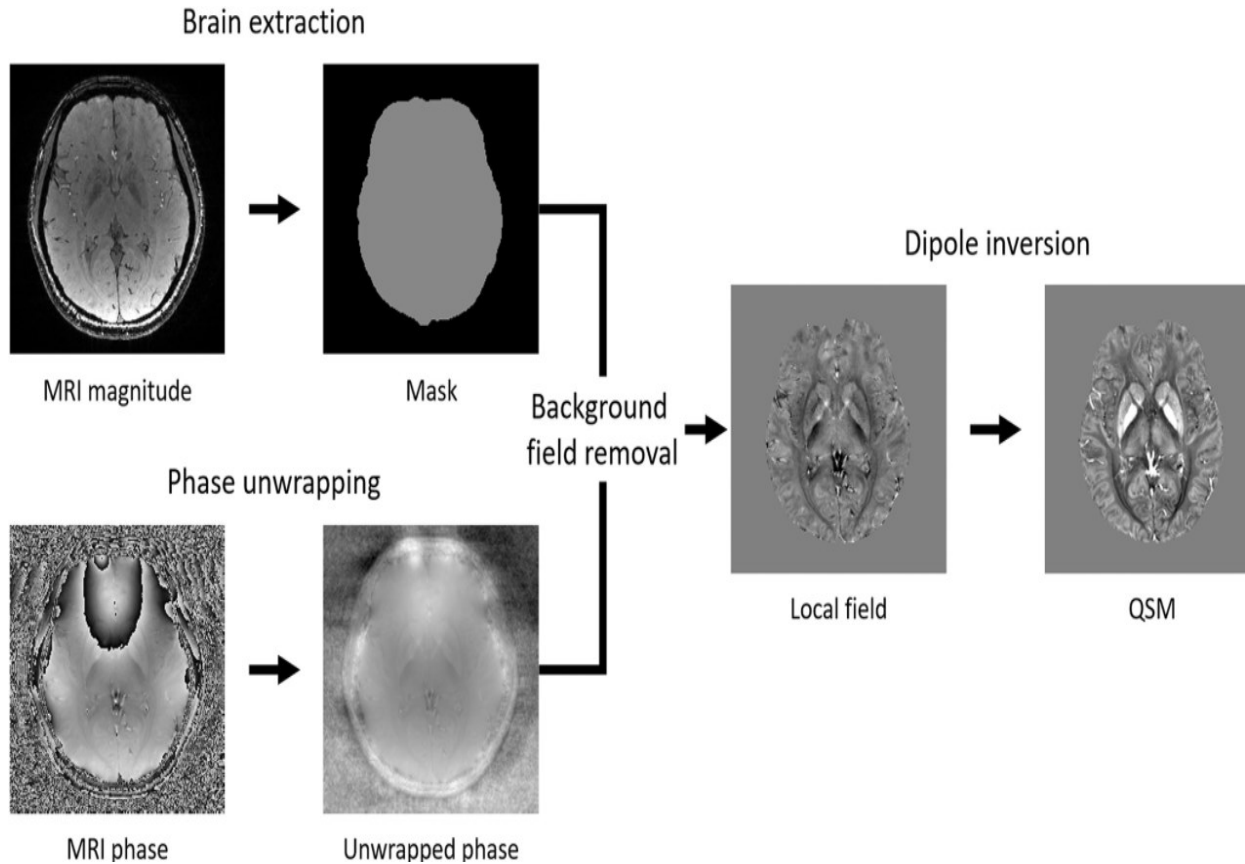 Brain extraction
MRI magnitude
Mask
Phase unwrapping
MRI phase
Unwrapped phase
Background
field removal
Dipole inversion
Local field
QSM